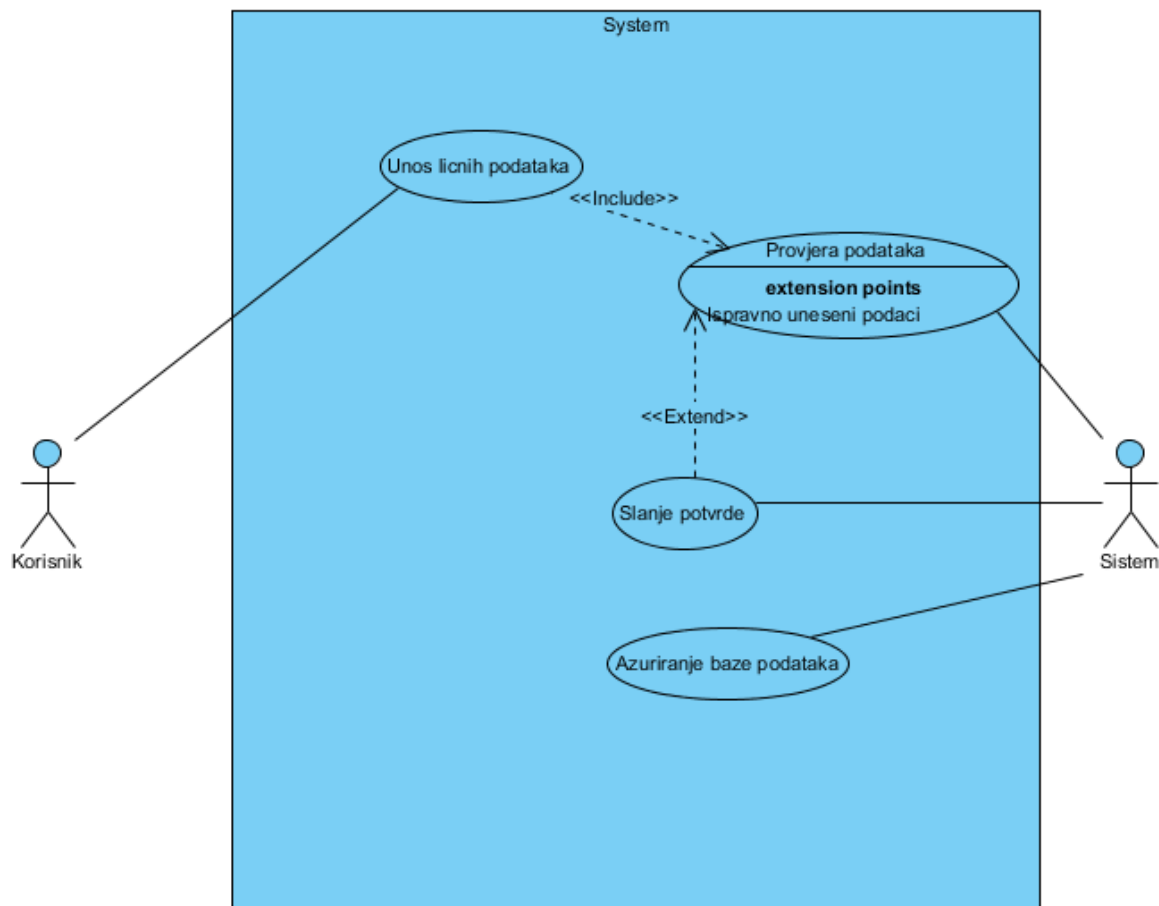 System
Unos licnih podataka
<<Include>>
Provjera podataka
extension points
Ispravno uneseni podaci
<<Extend>>
Slanje potvrde
Korisnik
Sistem
Azuriranje baze podataka